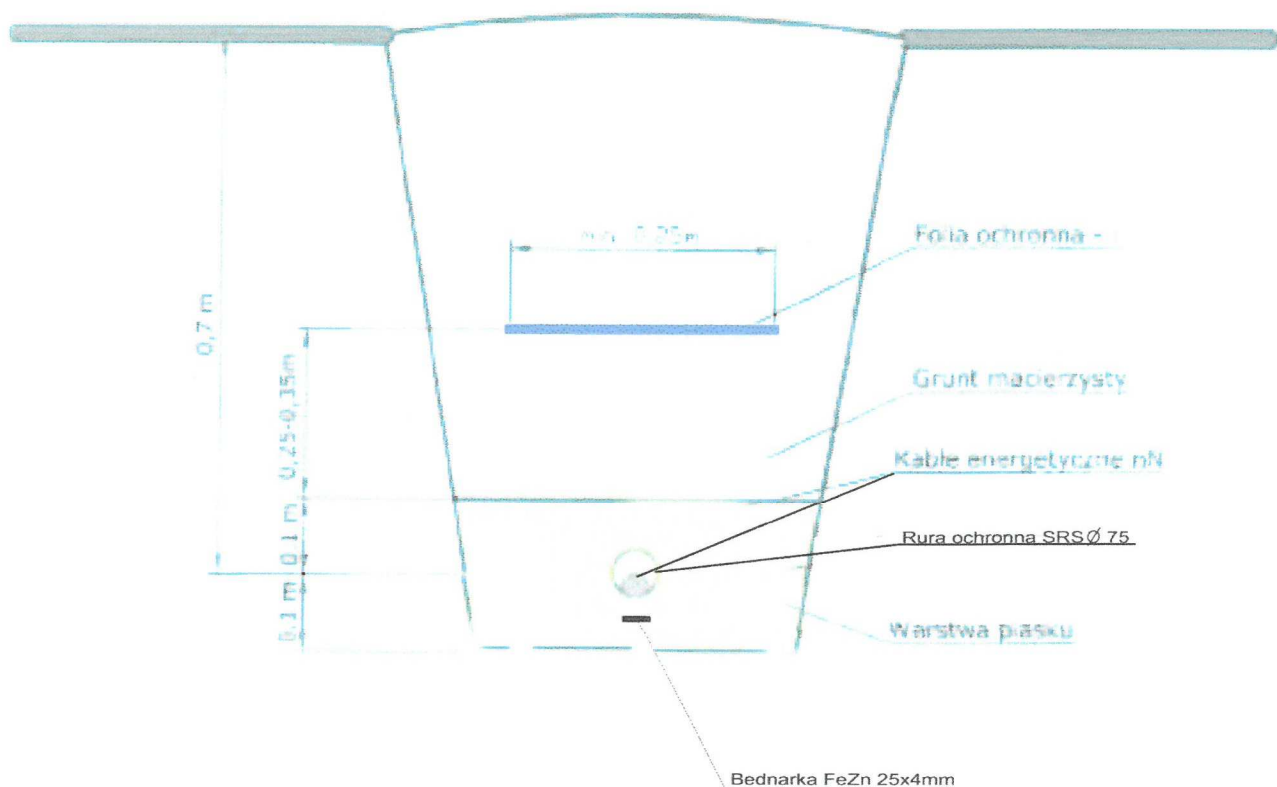 Folia ochronna -
0,7 m
0,25-0,35m
Grunt macierzysty
Kable energetyczne nN
0,1 m
Rura ochronna SRS Ø 75
0,1 m
Warstwa piasku
Bednarka FeZn 25x4mm